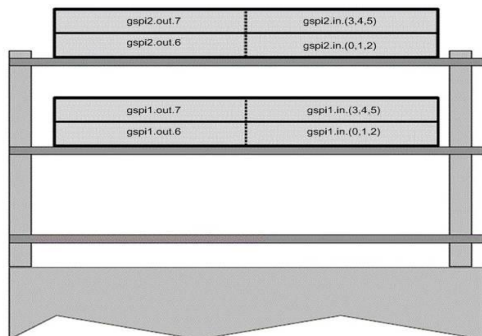 gspi2.out.7 gspi2.in.(3,4,5)
gspi2.out.6 gspi2.in.(0,1,2)
gspi1.out.7 gspi1.in.(3,4,5)
gspi1.out.6 gspi1.in.(0,1,2)